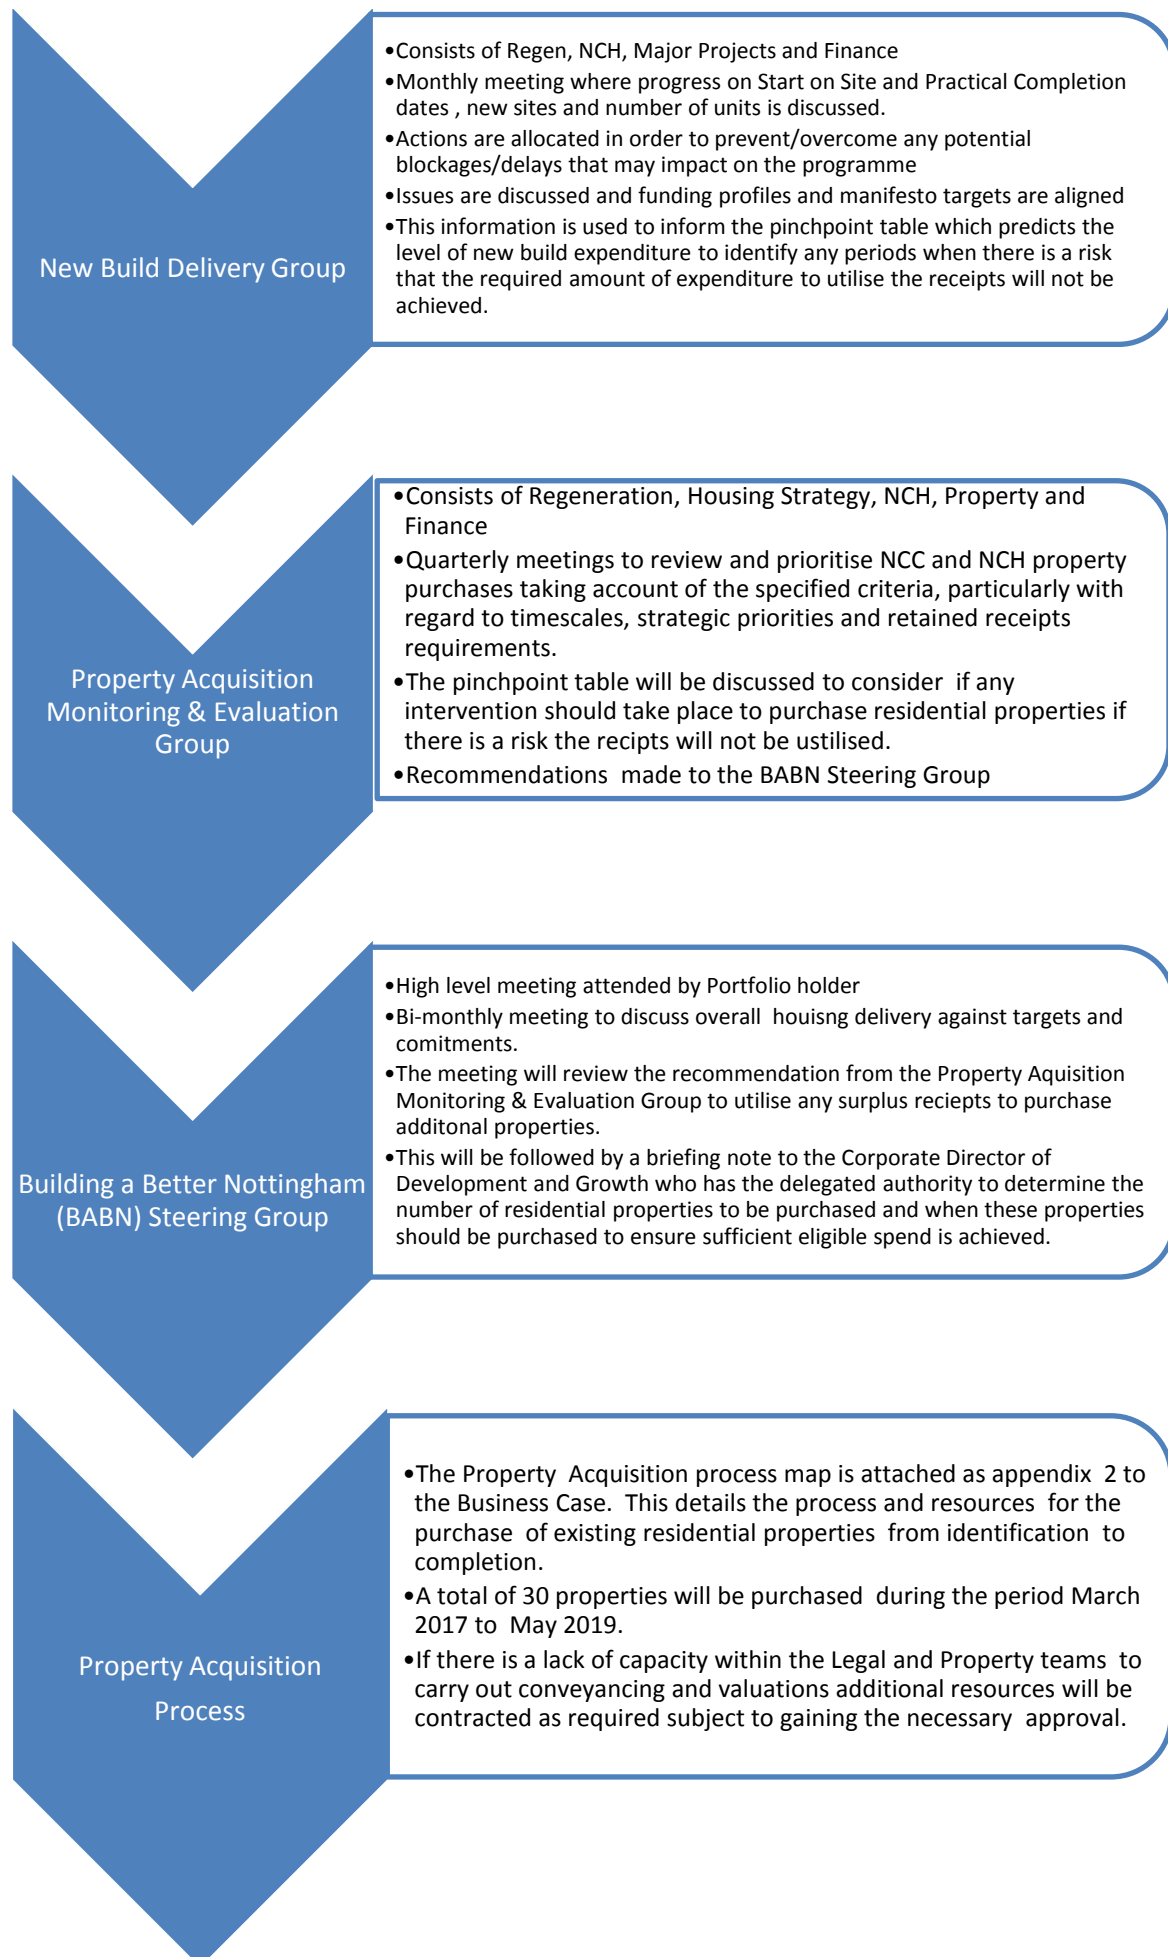 New Build Delivery Group
•Consists of Regen, NCH, Major Projects and Finance
•Monthly meeting where progress on Start on Site and Practical Completion
dates , new sites and number of units is discussed.
•Actions are allocated in order to prevent/overcome any potential
blockages/delays that may impact on the programme
•Issues are discussed and funding profiles and manifesto targets are aligned
•This information is used to inform the pinchpoint table which predicts the
level of new build expenditure to identify any periods when there is a risk
that the required amount of expenditure to utilise the receipts will not be
achieved.
Property Acquisition
Monitoring & Evaluation
Group
•Consists of Regeneration, Housing Strategy, NCH, Property and
Finance
•Quarterly meetings to review and prioritise NCC and NCH property
purchases taking account of the specified criteria, particularly with
regard to timescales, strategic priorities and retained receipts
requirements.
•The pinchpoint table will be discussed to consider if any
intervention should take place to purchase residential properties if
there is a risk the recipts will not be ustilised.
•Recommendations made to the BABN Steering Group
Building a Better Nottingham
(BABN) Steering Group
•High level meeting attended by Portfolio holder
•Bi-monthly meeting to discuss overall houisng delivery against targets and
comitments.
•The meeting will review the recommendation from the Property Aquisition
Monitoring & Evaluation Group to utilise any surplus reciepts to purchase
additonal properties.
•This will be followed by a briefing note to the Corporate Director of
Development and Growth who has the delegated authority to determine the
number of residential properties to be purchased and when these properties
should be purchased to ensure sufficient eligible spend is achieved.
Property Acquisition
Process
•The Property Acquisition process map is attached as appendix 2 to
the Business Case. This details the process and resources for the
purchase of existing residential properties from identification to
completion.
•A total of 30 properties will be purchased during the period March
2017 to May 2019.
•If there is a lack of capacity within the Legal and Property teams to
carry out conveyancing and valuations additional resources will be
contracted as required subject to gaining the necessary approval.